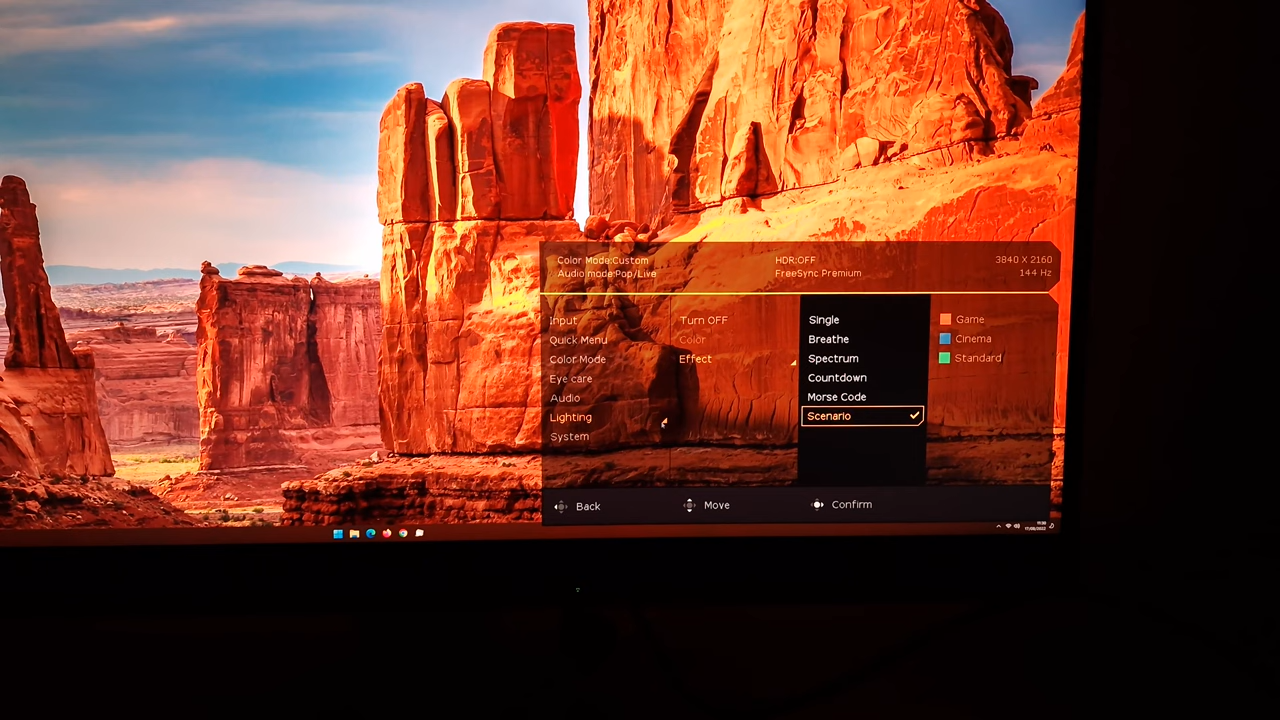 Color Mode:Custom
HDR:OFF
3840 X 2160
Audio mode:Pop/Live
FreeSync Premium
144 Hz
Input
Quick Menu
Color Mode
Eye care
Audio
Lighting
System
Turn OFF
Color
Effect
Single
Breathe
Spectrum
Countdown
Morse Code
Scenario
Game
Cinema
Standard
Back
Move
Confirm